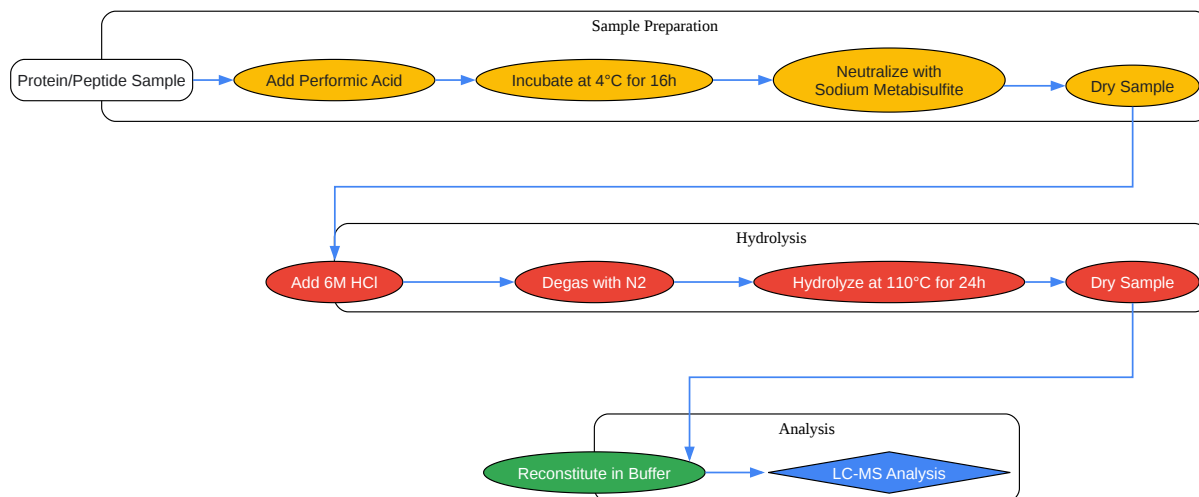 Sample Preparation
Protein/Peptide Sample
Add Performic Acid
Incubate at 4°C for 16h
Neutralize with
Sodium Metabisulfite
Dry Sample
Hydrolysis
Add 6M HCl
Degas with N2
Hydrolyze at 110°C for 24h
Dry Sample
Analysis
Reconstitute in Buffer
LC-MS Analysis